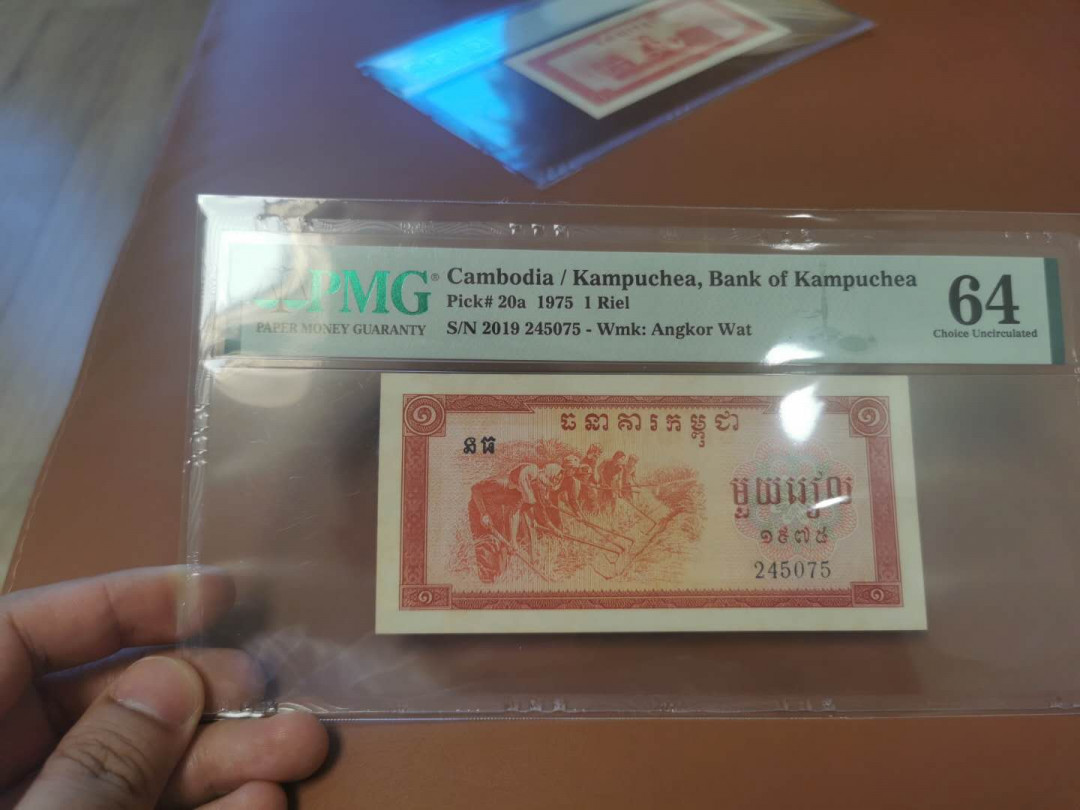 PMG®
PAPER MONEY GUARANTY
Cambodia / Kampuchea, Bank of Kampuchea
Pick# 20a 1975 1 Riel
S/N 2019 245075 - Wmk: Angkor Wat
64
Choice Uncirculated
១ ១
ធនាគារកម្ពុជា
នធ
មួយរៀល
១៩៧៥
245075
១ ១